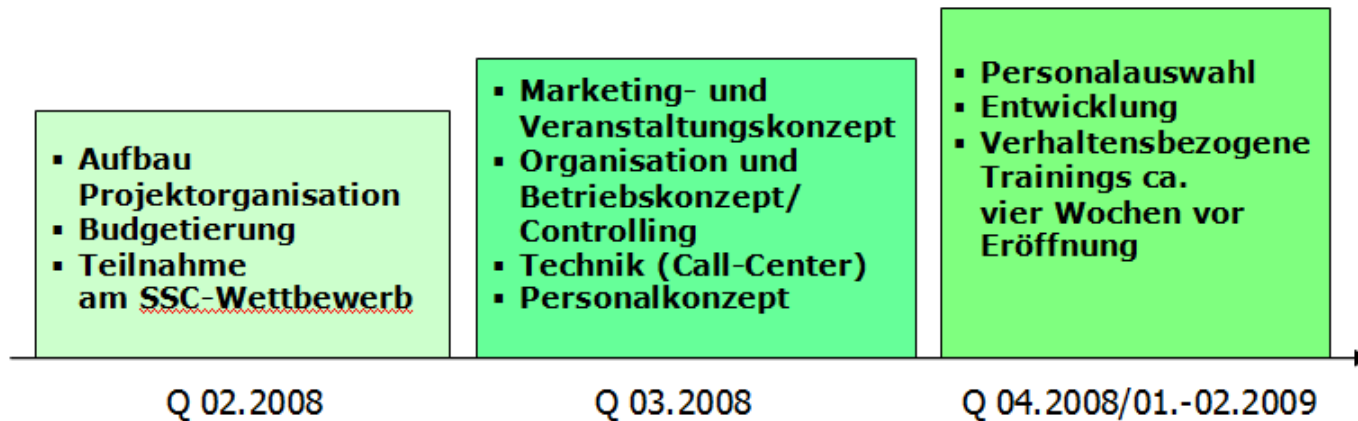 ▪ Aufbau
Projektorganisation
▪ Budgetierung
▪ Teilnahme
am SSC-Wettbewerb
▪ Marketing- und
Veranstaltungskonzept
▪ Organisation und
Betriebskonzept/
Controlling
▪ Technik (Call-Center)
▪ Personalkonzept
▪ Personalauswahl
▪ Entwicklung
▪ Verhaltensbezogene
Trainings ca.
vier Wochen vor
Eröffnung
Q 02.2008
Q 03.2008
Q 04.2008/01.-02.2009